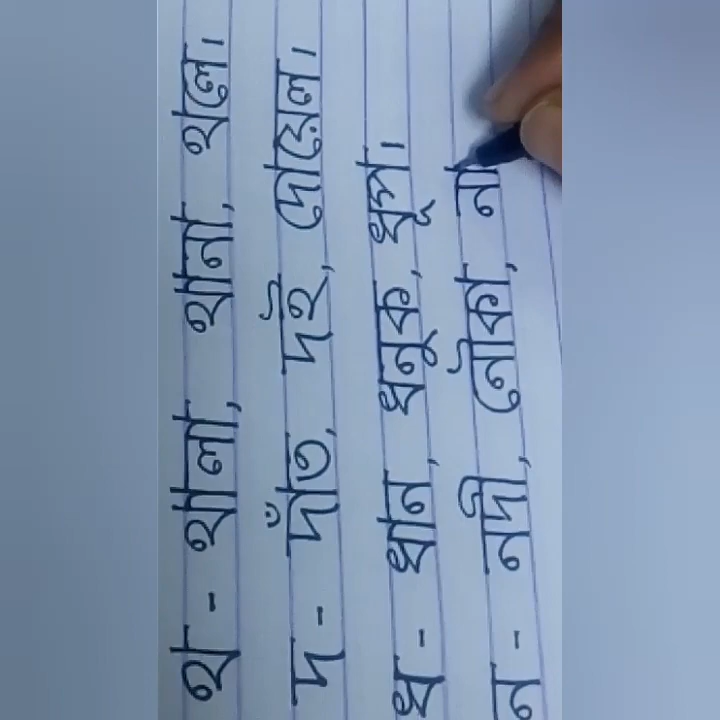 থ - থালা, থানা, থলে।
দ - দাঁত, দই, দোয়েল।
ধ - ধান, ধনুক, ধূপ।
ন - নদী, নৌকা, না